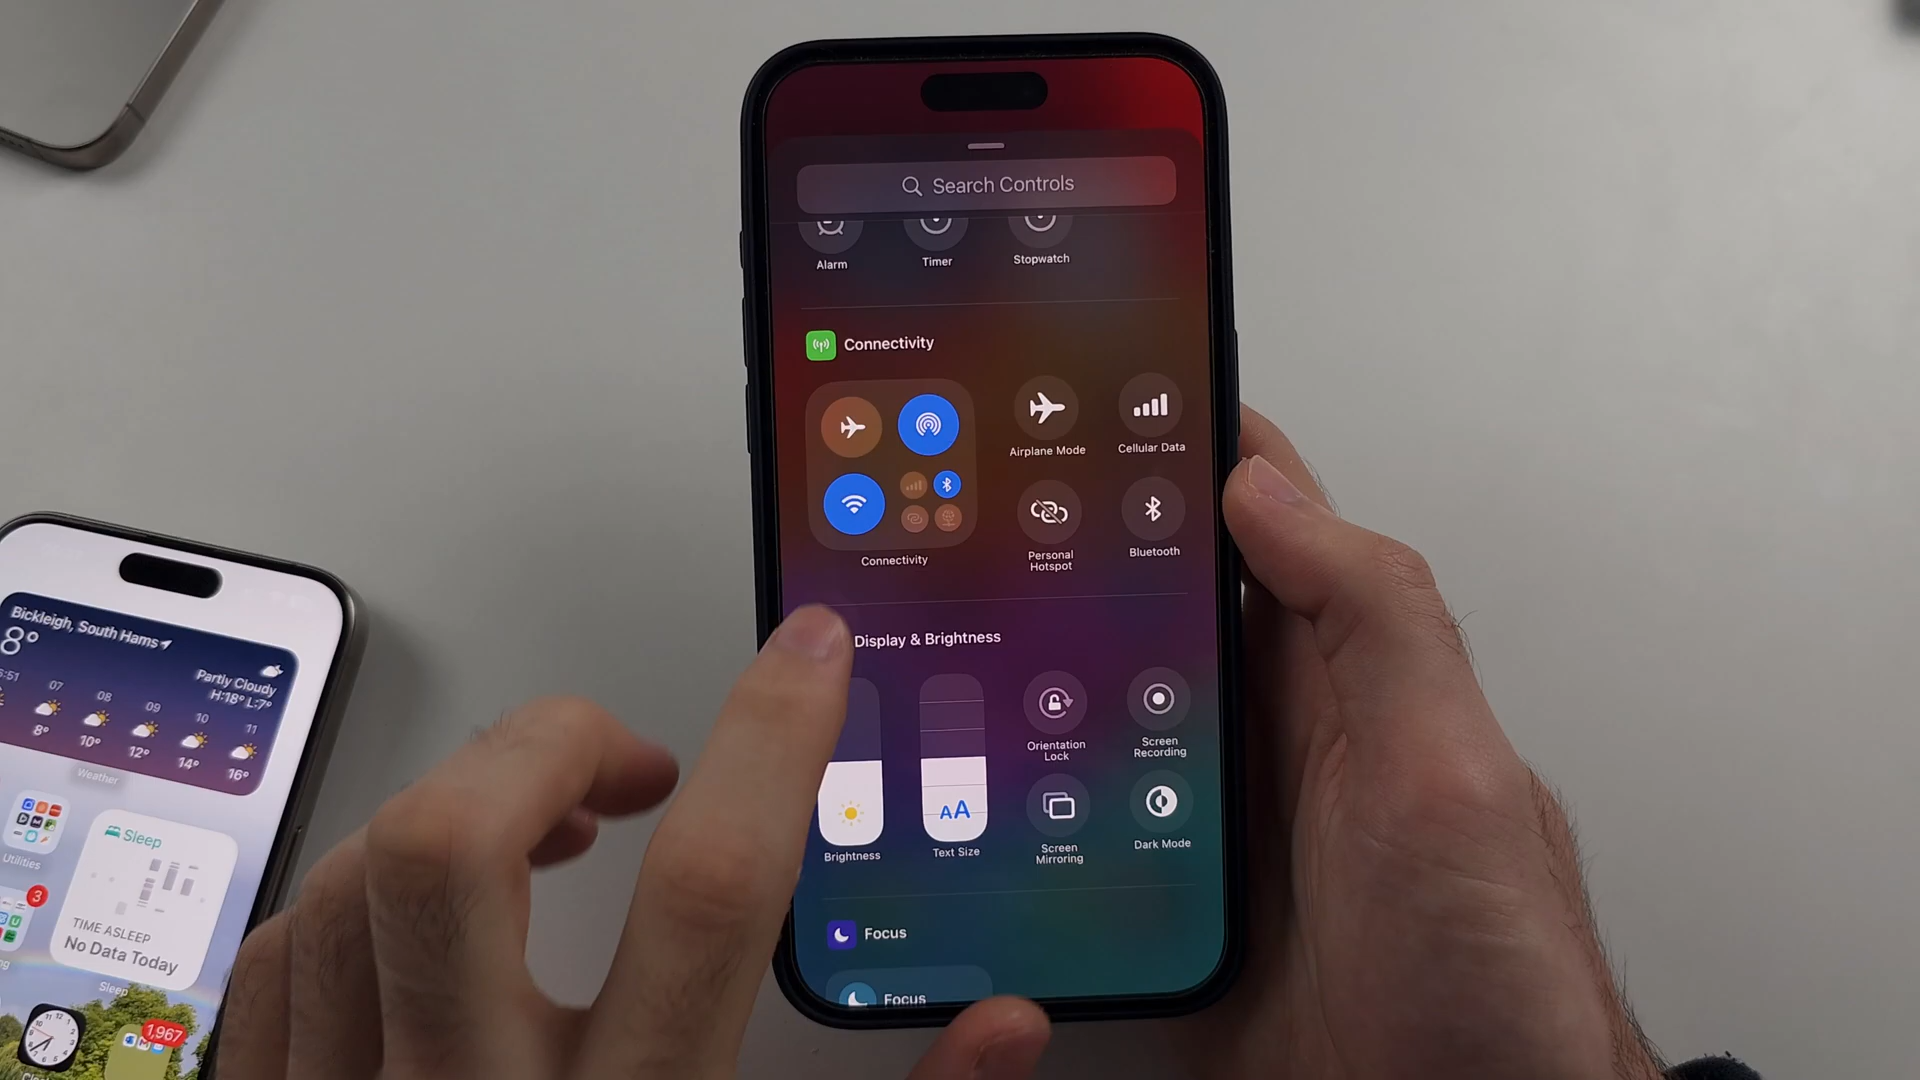 Search Controls
Alarm
Timer
Stopwatch
Connectivity
Airplane Mode
Cellular Data
Personal
Hotspot
Bluetooth
Connectivity
Display & Brightness
Orientation
Lock
Screen
Recording
AA
Brightness
Text Size
Screen
Mirroring
Dark Mode
Focus
Focus
Bickleigh, South Hams
8°
Partly Cloudy
H:18° L:7°
07
08
09
10
11
8°
10°
12°
14°
16°
Weather
Utilities
Sleep
3
TIME ASLEEP
No Data Today
Sleep
1,967